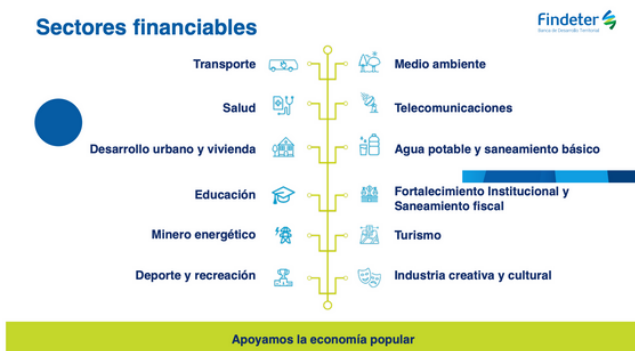 Sectores financiables
Findeter
Banca de Desarrollo Territorial
Transporte
Medio ambiente
Salud
Telecomunicaciones
Desarrollo urbano y vivienda
Agua potable y saneamiento básico
Educación
Fortalecimiento Institucional y
Saneamiento fiscal
Minero energético
Turismo
Deporte y recreación
Industria creativa y cultural
Apoyamos la economía popular